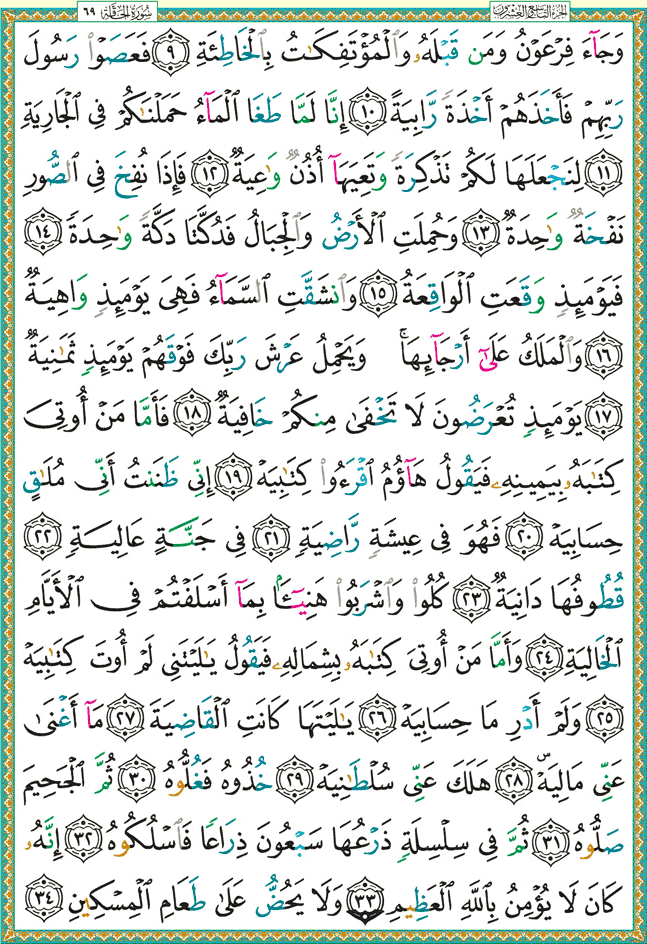 سُورَةُ الحَاقَّة ٦٩
الجزء التاسع والعشرون
وَجَآءَ فِرْعَوْنُ وَمَن قَبْلَهُۥ وَٱلْمُؤْتَفِكَٰتُ بِٱلْخَاطِئَةِ ٩ فَعَصَوْا۟ رَسُولَ
رَبِّهِمْ فَأَخَذَهُمْ أَخْذَةً رَّابِيَةً ١٠ إِنَّا لَمَّا طَغَا ٱلْمَآءُ حَمَلْنَٰكُمْ فِى ٱلْجَارِيَةِ
١١ لِنَجْعَلَهَا لَكُمْ تَذْكِرَةً وَتَعِيَهَآ أُذُنٌ وَٰعِيَةٌ ١٢ فَإِذَا نُفِخَ فِى ٱلصُّورِ
نَفْخَةٌ وَٰحِدَةٌ ١٣ وَحُمِلَتِ ٱلْأَرْضُ وَٱلْجِبَالُ فَدُكَّتَا دَكَّةً وَٰحِدَةً ١٤
فَيَوْمَئِذٍ وَقَعَتِ ٱلْوَاقِعَةُ ١٥ وَٱنشَقَّتِ ٱلسَّمَآءُ فَهِىَ يَوْمَئِذٍ وَاهِيَةٌ
١٦ وَٱلْمَلَكُ عَلَىٰٓ أَرْجَآئِهَا ۚ وَيَحْمِلُ عَرْشَ رَبِّكَ فَوْقَهُمْ يَوْمَئِذٍ ثَمَٰنِيَةٌ
١٧ يَوْمَئِذٍ تُعْرَضُونَ لَا تَخْفَىٰ مِنكُمْ خَافِيَةٌ ١٨ فَأَمَّا مَنْ أُوتِىَ
كِتَٰبَهُۥ بِيَمِينِهِۦ فَيَقُولُ هَآؤُمُ ٱقْرَءُوا۟ كِتَٰبِيَهْ ١٩ إِنِّى ظَنَنتُ أَنِّى مُلَٰقٍ
حِسَابِيَهْ ٢٠ فَهُوَ فِى عِيشَةٍ رَّاضِيَةٍ ٢١ فِى جَنَّةٍ عَالِيَةٍ ٢٢
قُطُوفُهَا دَانِيَةٌ ٢٣ كُلُوا۟ وَٱشْرَبُوا۟ هَنِيٓـًٔۢا بِمَآ أَسْلَفْتُمْ فِى ٱلْأَيَّامِ
ٱلْخَالِيَةِ ٢٤ وَأَمَّا مَنْ أُوتِىَ كِتَٰبَهُۥ بِشِمَالِهِۦ فَيَقُولُ يَٰلَيْتَنِى لَمْ أُوتَ كِتَٰبِيَهْ
٢٥ وَلَمْ أَدْرِ مَا حِسَابِيَهْ ٢٦ يَٰلَيْتَهَا كَانَتِ ٱلْقَاضِيَةَ ٢٧ مَآ أَغْنَىٰ
عَنِّى مَالِيَهْ ۜ ٢٨ هَلَكَ عَنِّى سُلْطَٰنِيَهْ ٢٩ خُذُوهُ فَغُلُّوهُ ٣٠ ثُمَّ ٱلْجَحِيمَ
صَلُّوهُ ٣١ ثُمَّ فِى سِلْسِلَةٍ ذَرْعُهَا سَبْعُونَ ذِرَاعًا فَٱسْلُكُوهُ ٣٢ إِنَّهُۥ
كَانَ لَا يُؤْمِنُ بِٱللَّهِ ٱلْعَظِيمِ ٣٣ وَلَا يَحُضُّ عَلَىٰ طَعَامِ ٱلْمِسْكِينِ ٣٤